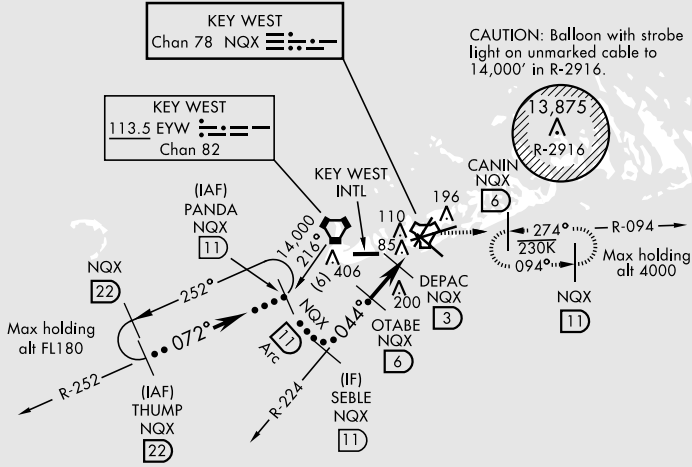 KEY WEST
Chan 78 NQX
CAUTION: Balloon with strobe
light on unmarked cable to
14,000' in R-2916.
KEY WEST
113.5 EYW
Chan 82
13,875
R-2916
KEY WEST
INTL
CANIN
NQX
6
(IAF)
PANDA
NQX
11
14,000
216°
(6)
406
110
85
196
274°
230K
094°
R-094
Max holding
alt 4000
NQX
11
NQX
22
252°
072°
Max holding
alt FL180
R-252
(IAF)
THUMP
NQX
22
NQX
11
Arc
044°
R-224
200
DEPAC
NQX
3
OTABE
NQX
6
(IF)
SEBLE
NQX
11